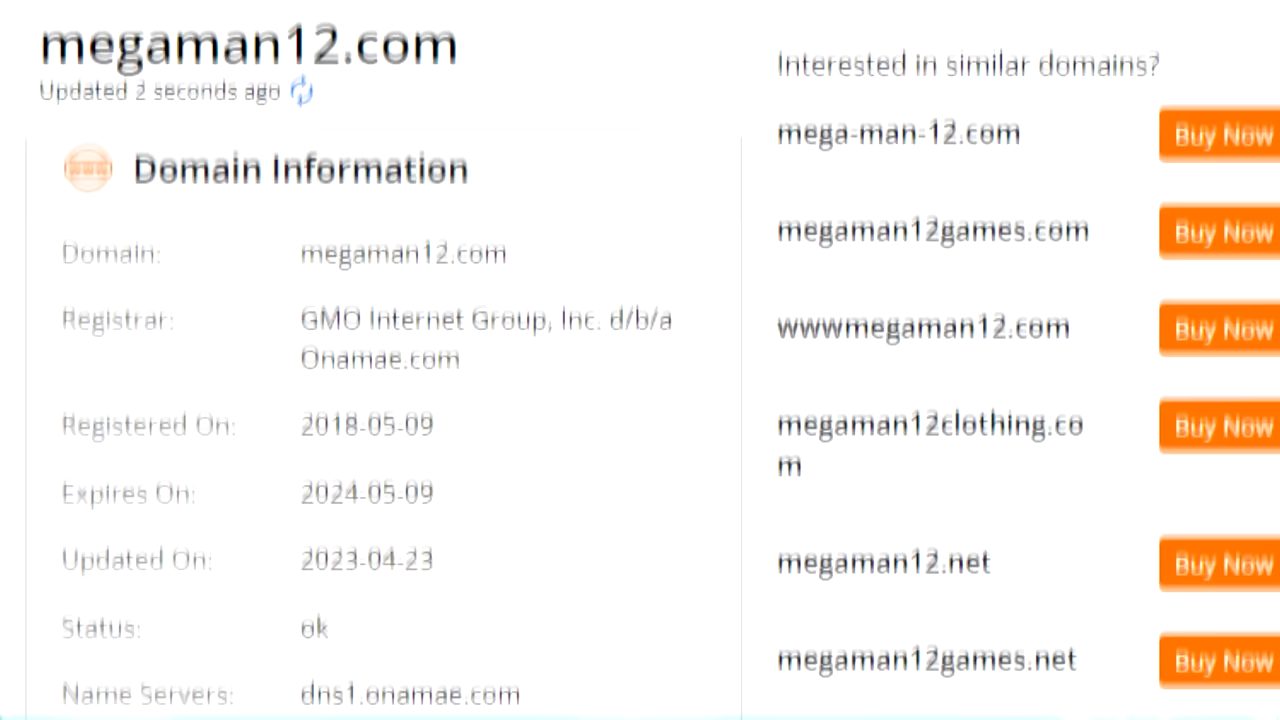 megaman12.com
Updated 2 seconds ago
www
Domain Information
Domain: megaman12.com
Registrar: GMO Internet Group, Inc. d/b/a
Onamae.com
Registered On: 2018-05-09
Expires On: 2024-05-09
Updated On: 2023-04-23
Status: ok
Name Servers: dns1.onamae.com
Interested in similar domains?
mega-man-12.com Buy Now
megaman12games.com Buy Now
wwwmegaman12.com Buy Now
megaman12clothing.co Buy Now
m
megaman12.net Buy Now
megaman12games.net Buy Now